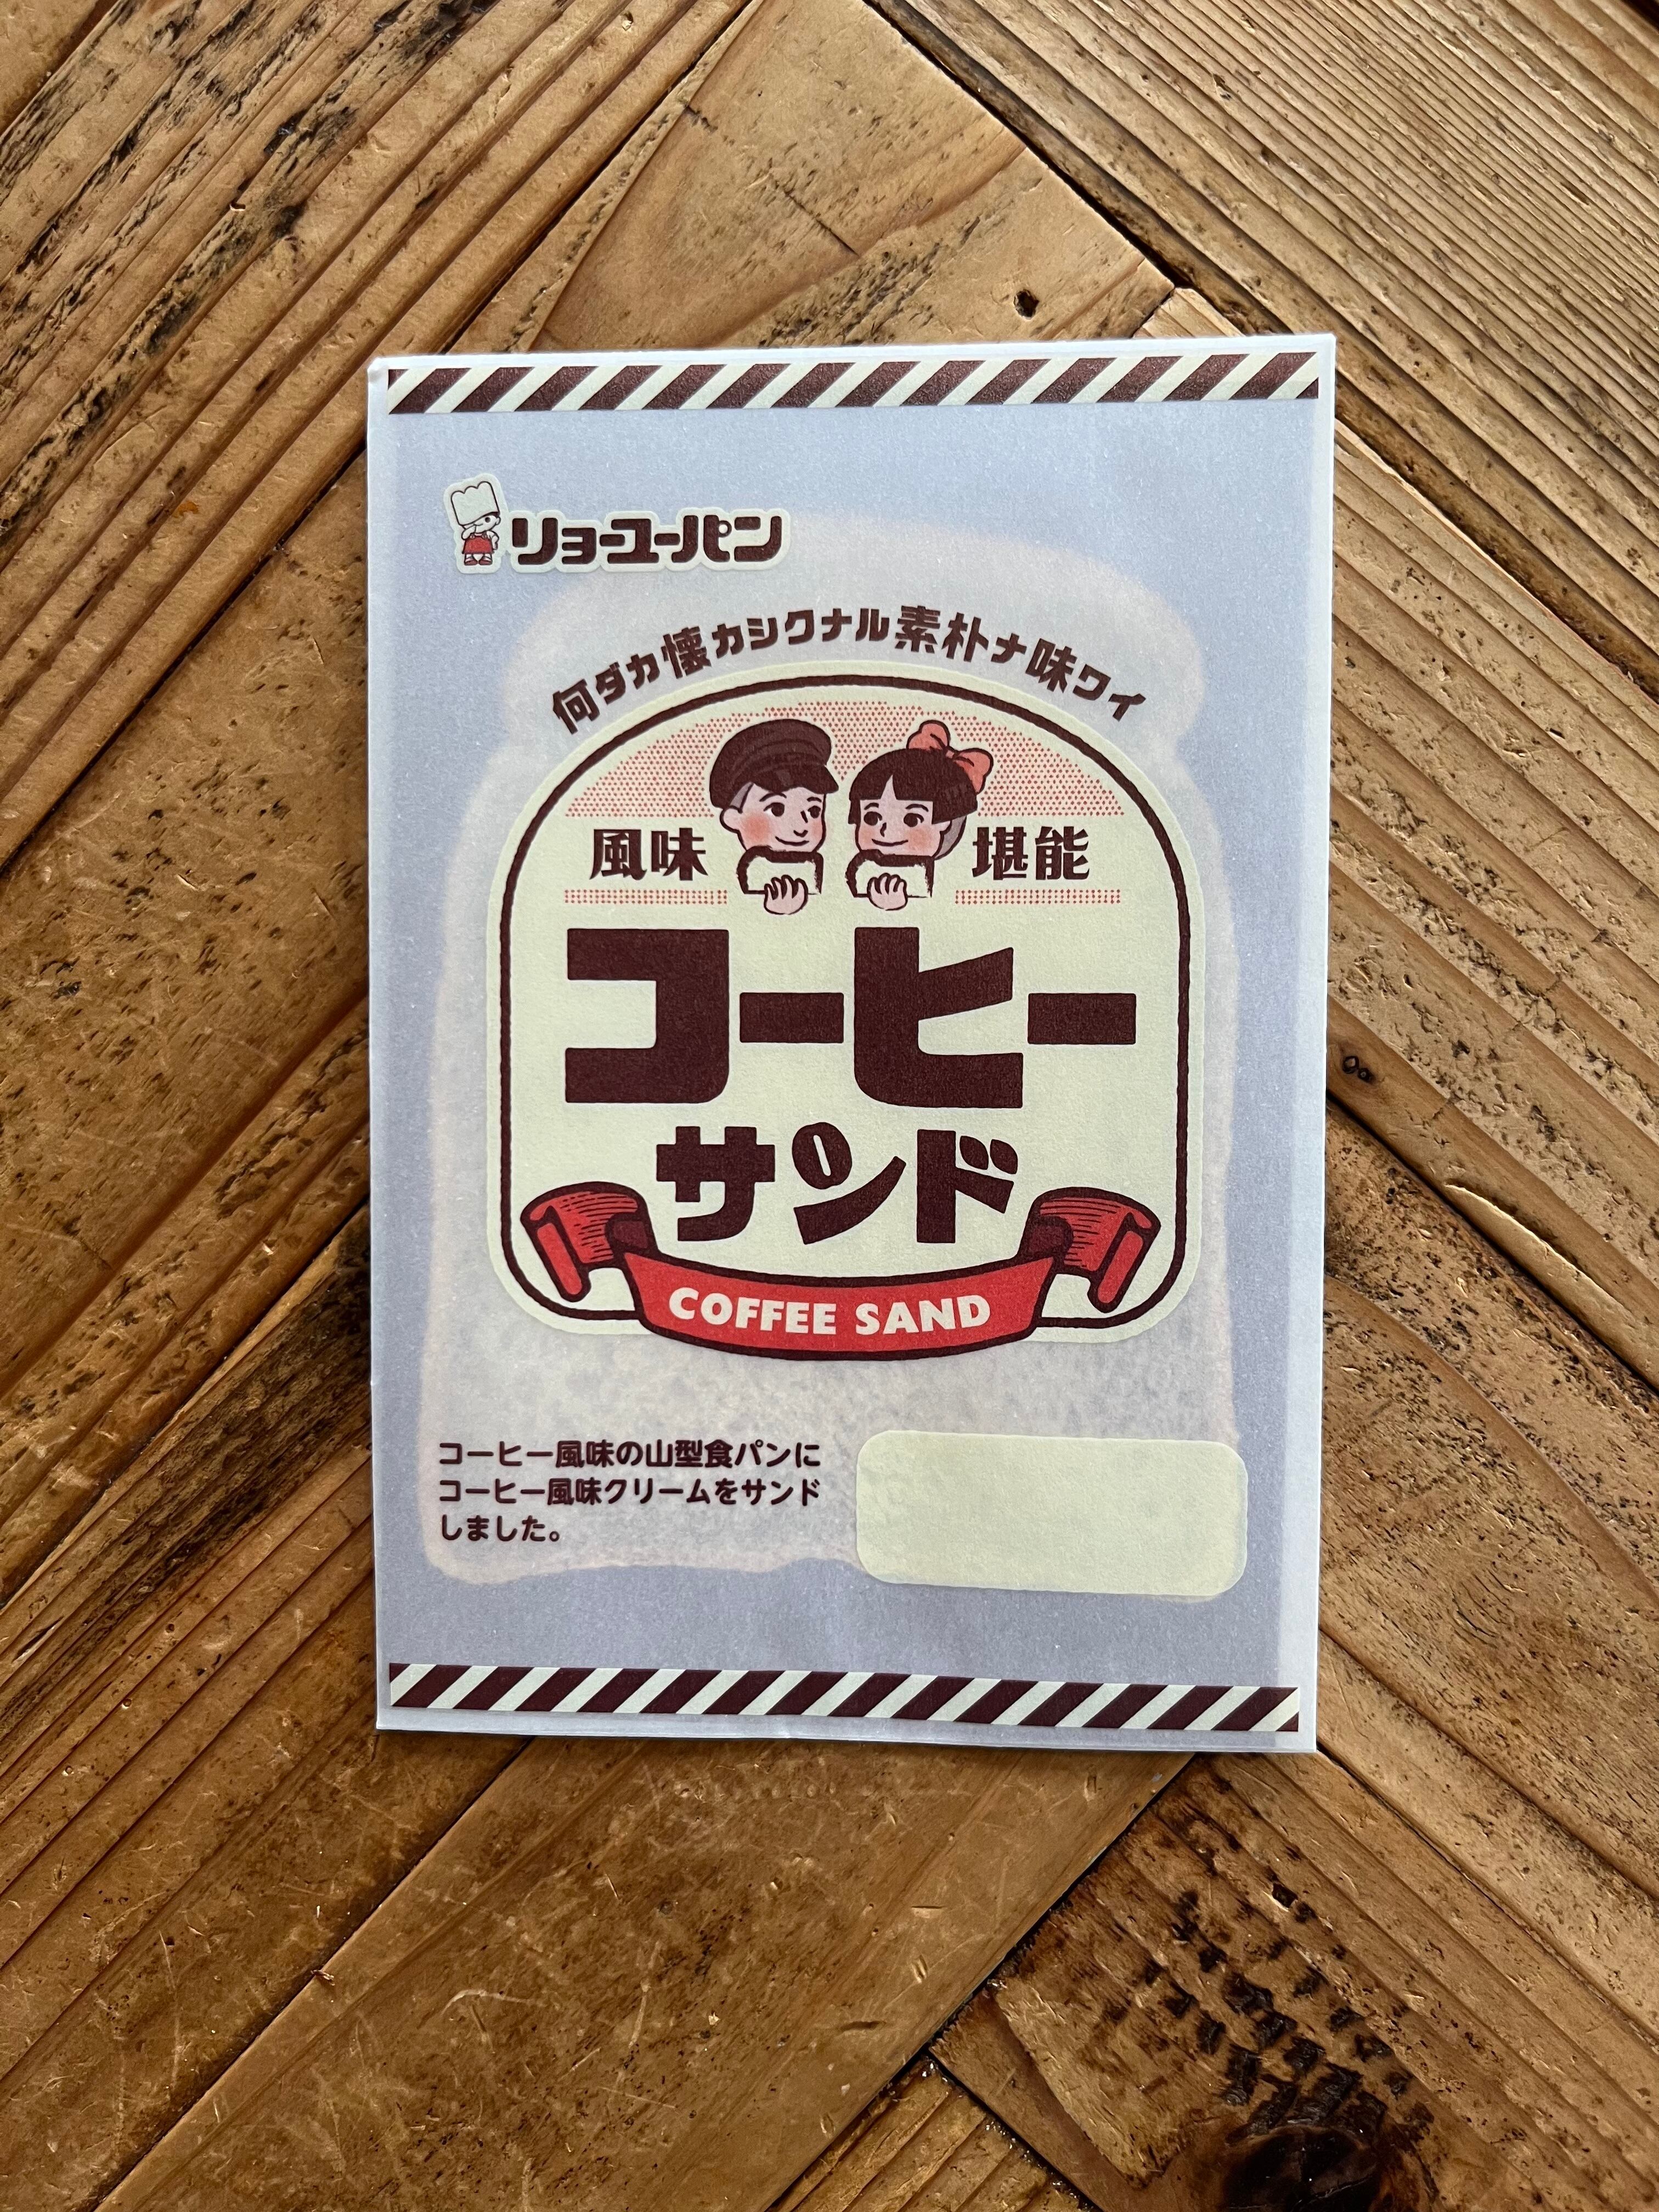 リョーユーパン
何ダカ懐カシクナル素朴ナ味ワイ
風味 堪能
コーヒー
サンド
COFFEE SAND
コーヒー風味の山型食パンに
コーヒー風味クリームをサンド
しました。